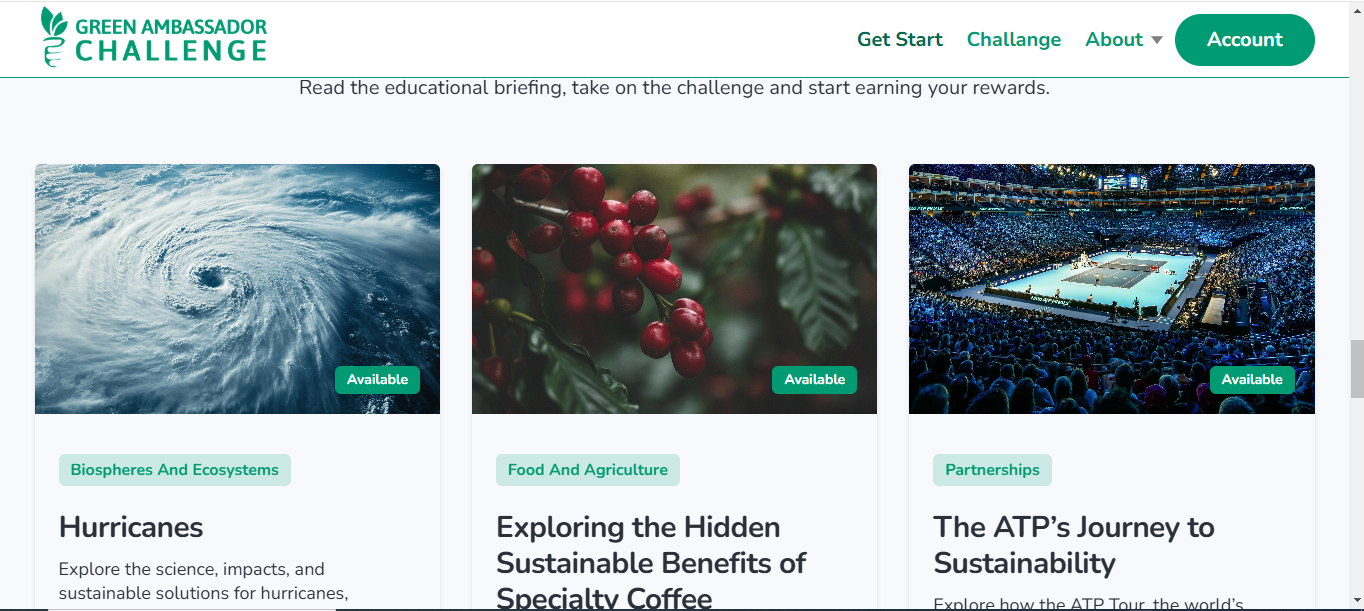 GREEN AMBASSADOR
CHALLENGE
Get Start Challange About Account
Read the educational briefing, take on the challenge and start earning your rewards.
Available
Available
Available
Biospheres And Ecosystems
Food And Agriculture
Partnerships
Hurricanes
Explore the science, impacts, and
sustainable solutions for hurricanes,
Exploring the Hidden
Sustainable Benefits of
Specialty Coffee
The ATP’s Journey to
Sustainability
Explore how the ATP Tour, the world’s